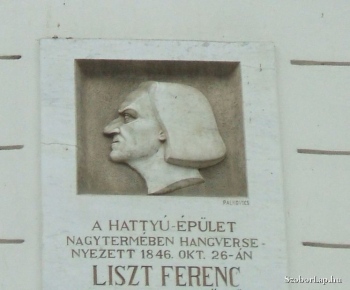 A HATTYÚ-ÉPÜLET
NAGYTERMÉBEN HANGVERSE-
NYEZETT 1846. OKT. 26-ÁN
LISZT FERENC
Szoborlap.hu